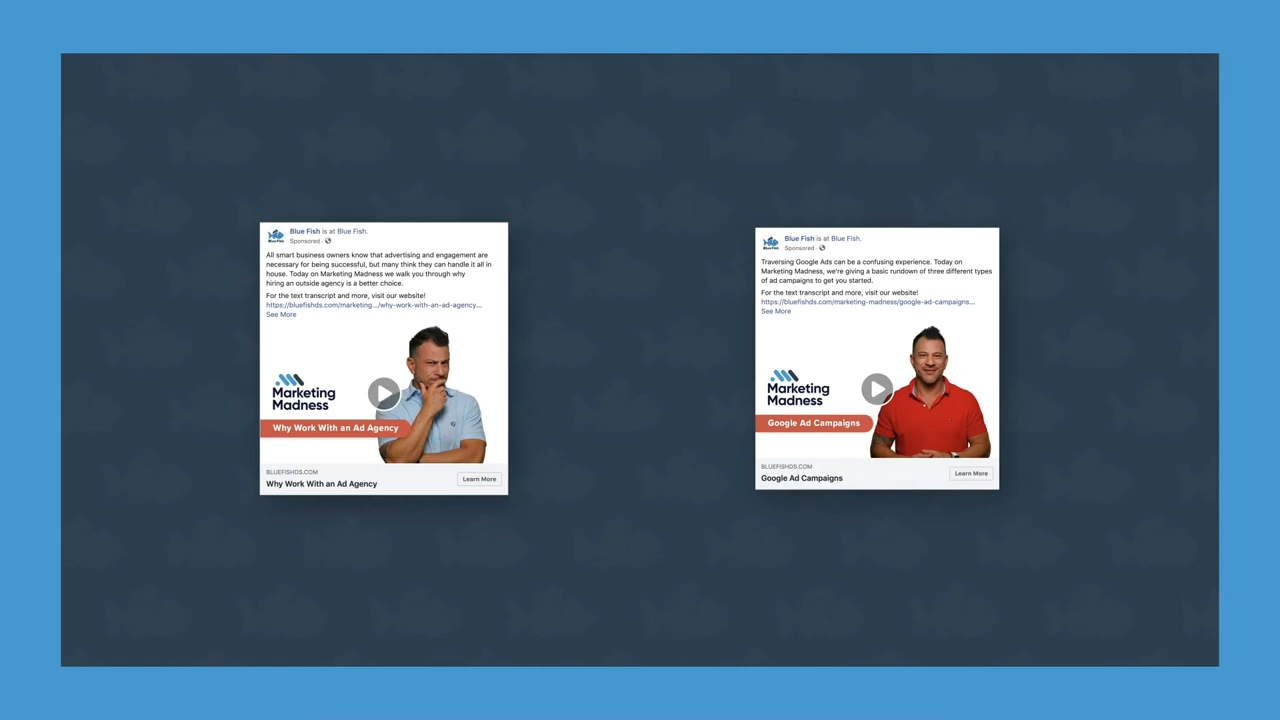 Blue Fish is at Blue Fish.
Sponsored ·
Blue Fish
All smart business owners know that advertising and engagement are
necessary for being successful, but many think they can handle it all in
house. Today on Marketing Madness we walk you through why
hiring an outside agency is a better choice.
For the text transcript and more, visit our website!
https://bluefishds.com/marketing.../why-work-with-an-ad-agency...
See More
Marketing
Madness
Why Work With an Ad Agency
BLUEFISHDS.COM
Why Work With an Ad Agency
Learn More
Blue Fish is at Blue Fish.
Sponsored ·
Blue Fish
Traversing Google Ads can be a confusing experience. Today on
Marketing Madness, we're giving a basic rundown of three different types
of ad campaigns to get you started.
For the text transcript and more, visit our website!
https://bluefishds.com/marketing-madness/google-ad-campaigns...
See More
Marketing
Madness
Google Ad Campaigns
BLUEFISHDS.COM
Google Ad Campaigns
Learn More